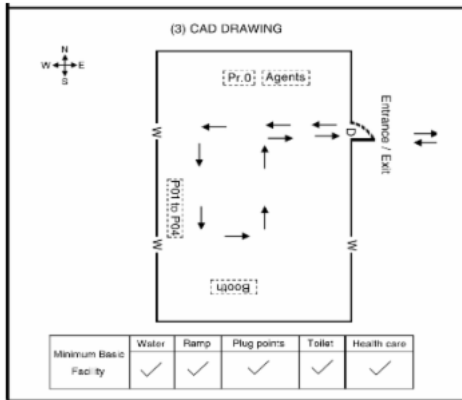 (3) CAD DRAWING
N
W E
S
Pr.0 Agents
W
D
Entrance / Exit
P01 to P04
W
W
Booth
Minimum Basic Facility Water Ramp Plug points Toilet Health care